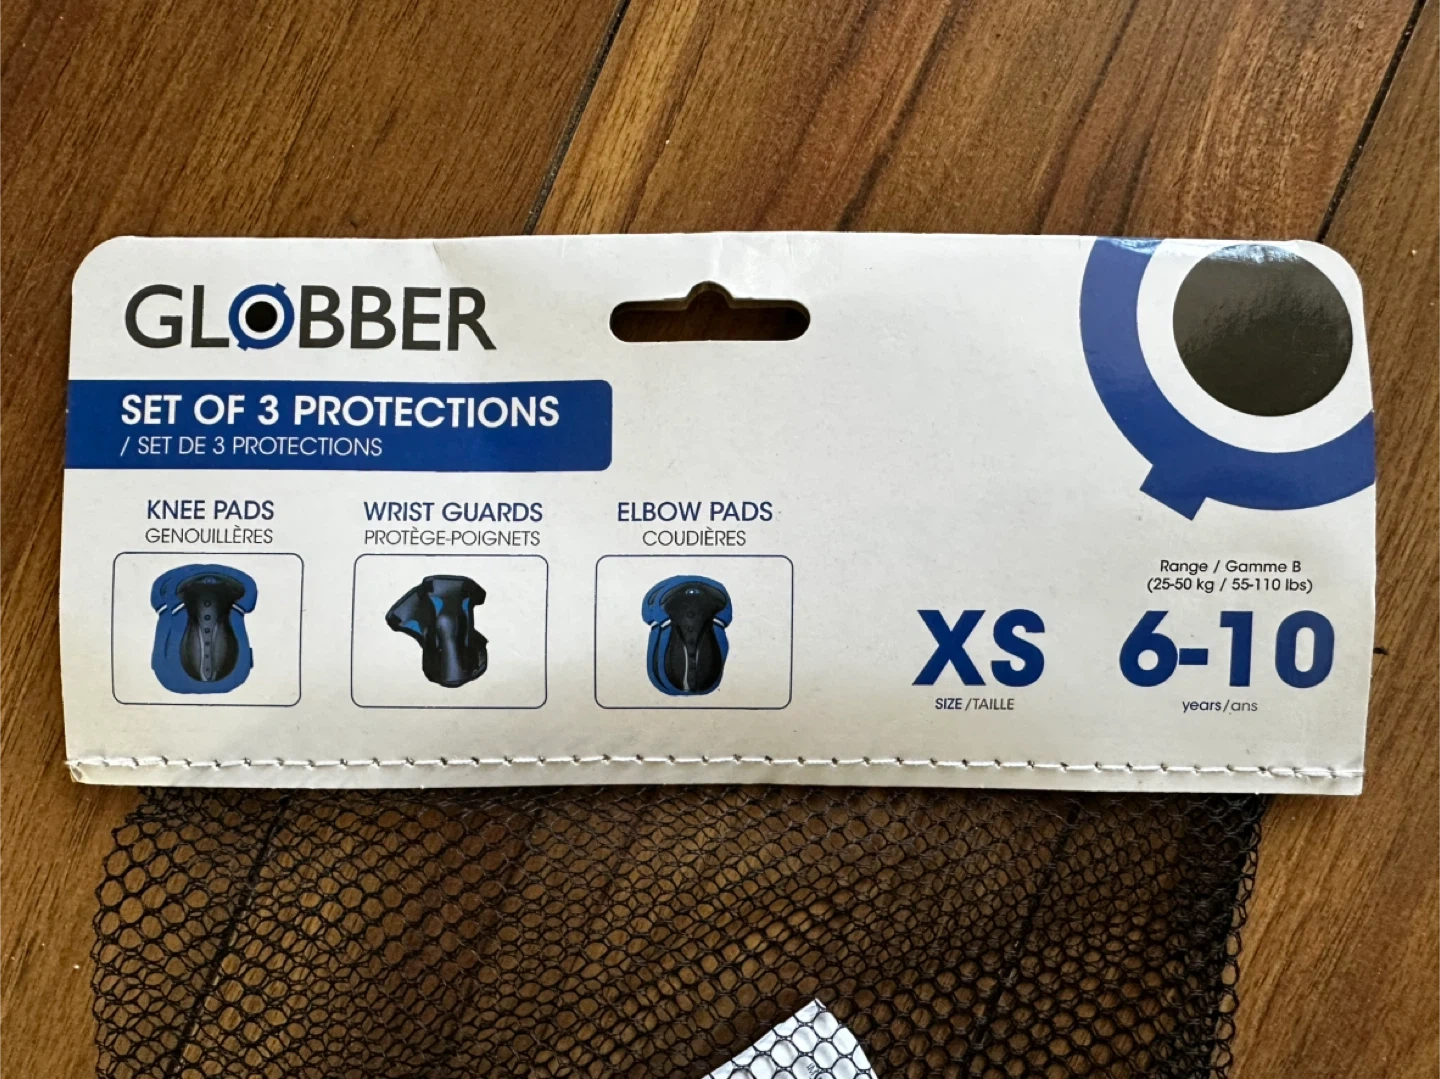 GLOBBER
SET OF 3 PROTECTIONS
/ SET DE 3 PROTECTIONS
KNEE PADS
GENOUILLÈRES
WRIST GUARDS
PROTÈGE-POIGNETS
ELBOW PADS
COUDIÈRES
Range / Gamme B
(25-50 kg / 55-110 lbs)
XS
SIZE /TAILLE
6-10
years/ans